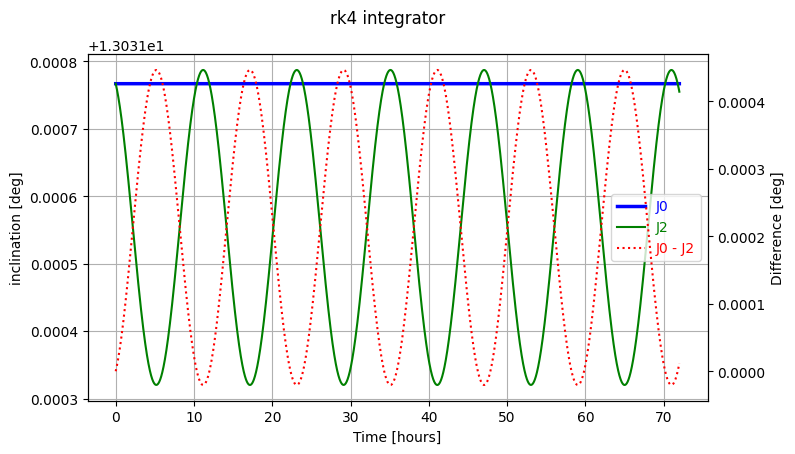 rk4 integrator
+1.3031e1
0.0008
0.0007
0.0006
0.0005
0.0004
0.0003
inclination [deg]
0 10 20 30 40 50 60 70
Time [hours]
0.0004
0.0003
0.0002
0.0001
0.0000
Difference [deg]
J0
J2
J0 - J2